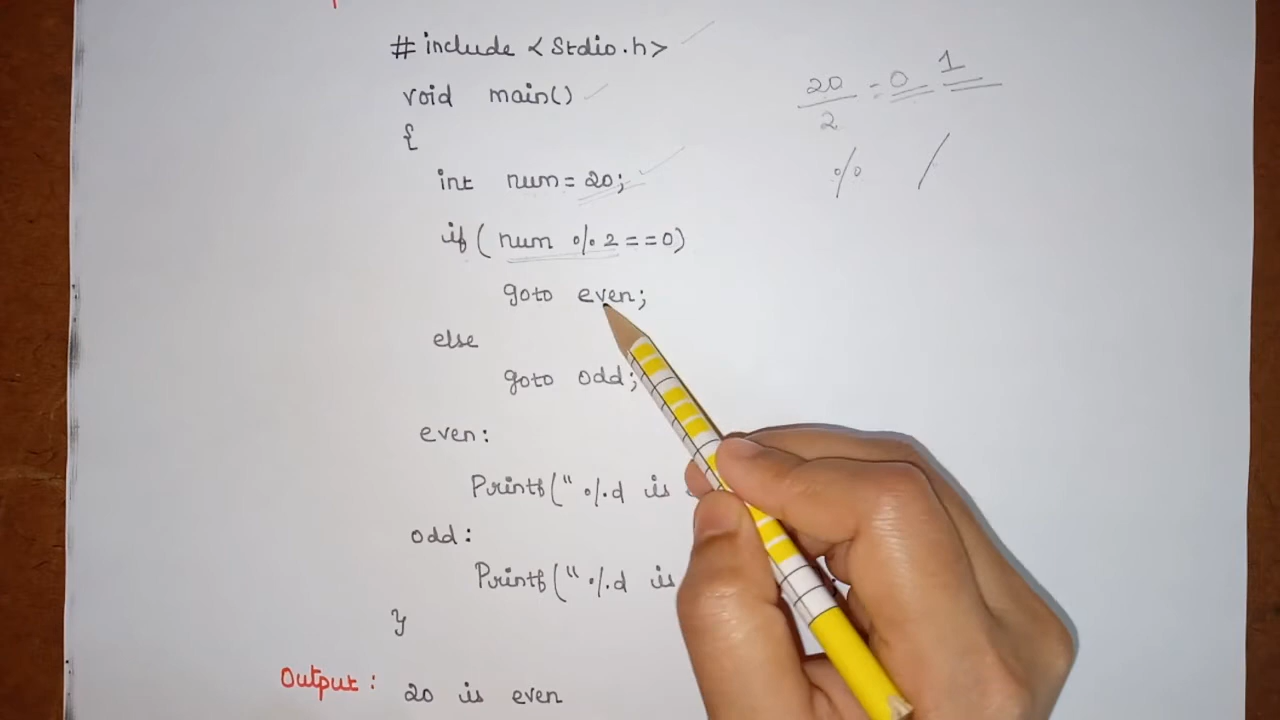 #include <Stdio.h>
void main()
{
int num = 20;
if ( num % 2 == 0)
goto even;
else
goto odd;
even:
Printf(" %d is
odd:
Printf(" %d is
}
Output: 20 is even
20
2
= 0 1
% /